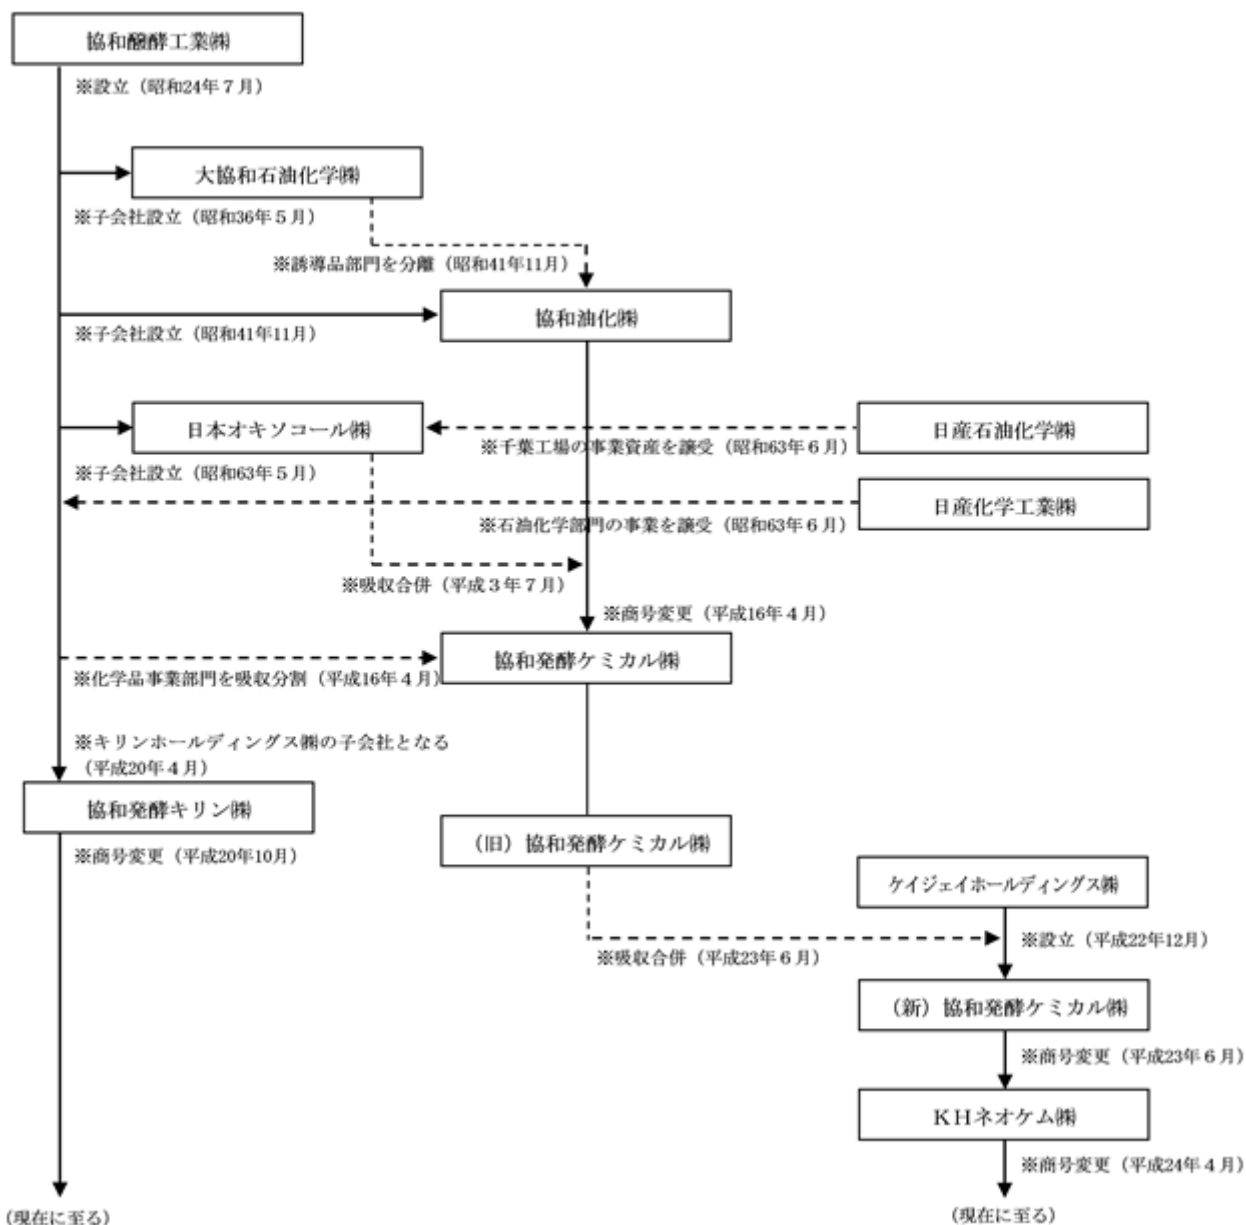 協和醗酵工業㈱
※設立（昭和24年７月）
大協和石油化学㈱
※子会社設立（昭和36年５月）
※誘導品部門を分離（昭和41年11月）
協和油化㈱
※子会社設立（昭和41年11月）
日本オキソコール㈱
日産石油化学㈱
※千葉工場の事業資産を譲受（昭和63年６月）
※子会社設立（昭和63年５月）
日産化学工業㈱
※石油化学部門の事業を譲受（昭和63年６月）
※吸収合併（平成３年７月）
※商号変更（平成16年４月）
協和発酵ケミカル㈱
※化学品事業部門を吸収分割（平成16年４月）
※キリンホールディングス㈱の子会社となる
（平成20年４月）
協和発酵キリン㈱
※商号変更（平成20年10月）
（旧）協和発酵ケミカル㈱
ケイジェイホールディングス㈱
※設立（平成22年12月）
※吸収合併（平成23年６月）
（新）協和発酵ケミカル㈱
※商号変更（平成23年６月）
ＫＨネオケム㈱
※商号変更（平成24年４月）
（現在に至る）
（現在に至る）